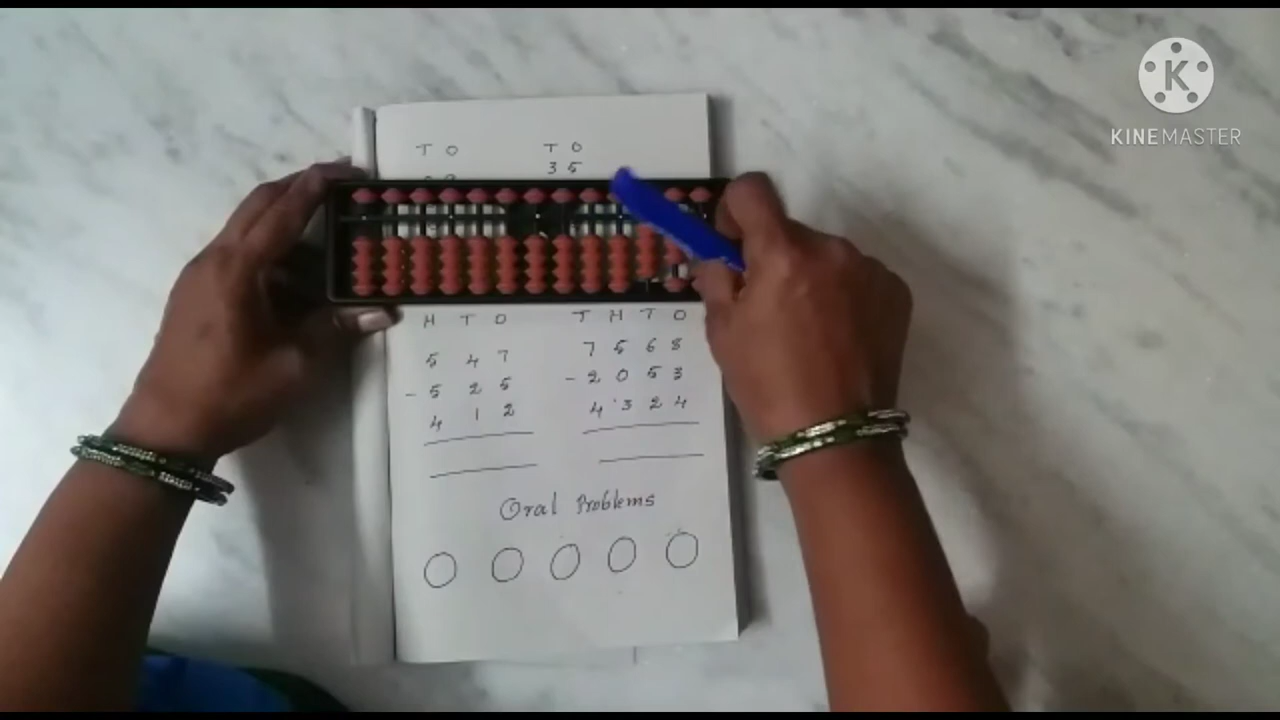 KINEMASTER
T O T O
3 5
H T O T H T O
5 4 7 7 5 6 8
- 5 2 5 - 2 0 5 3
4 1 2 4 3 2 4
Oral Problems